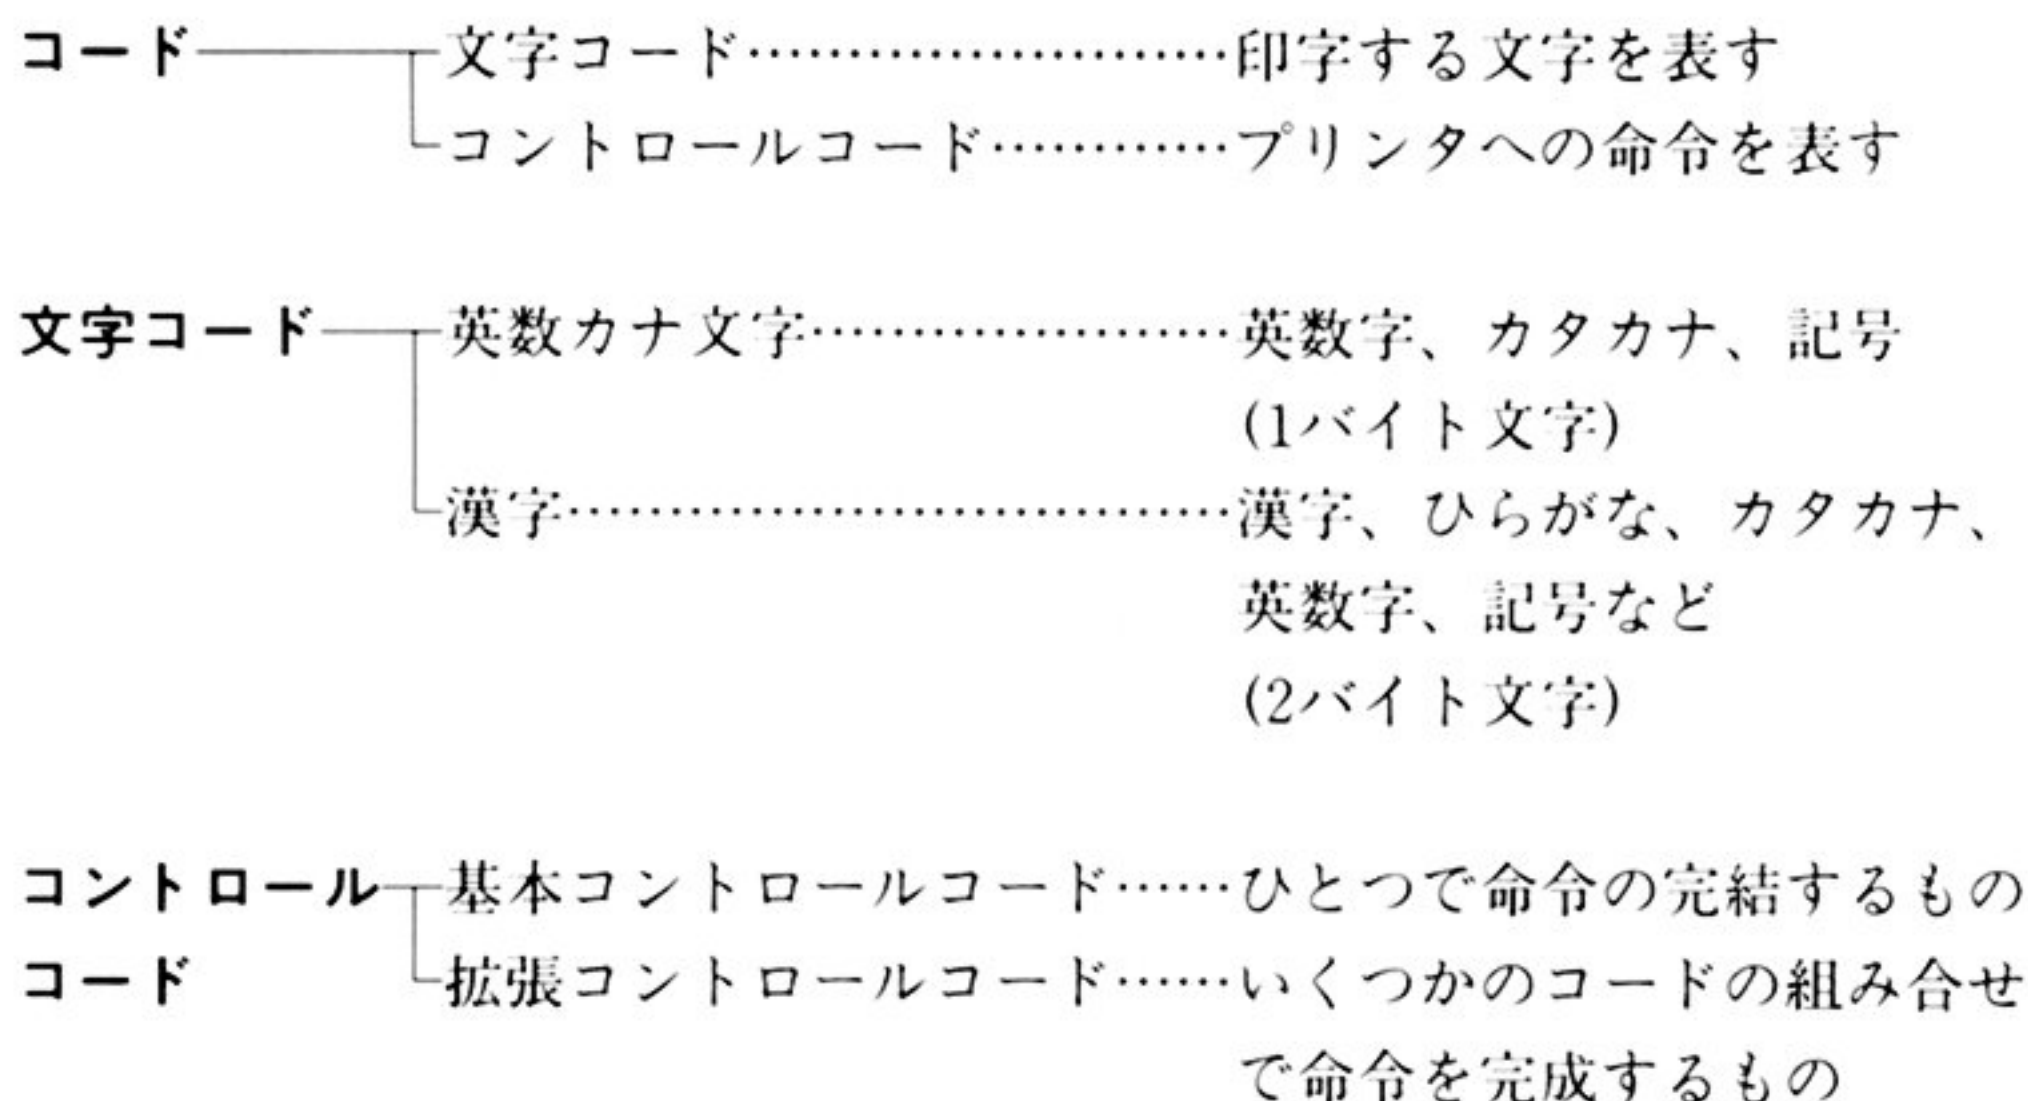 コード 文字コード……………………印字する文字を表す
コントロールコード…………プリンタへの命令を表す
文字コード 英数カナ文字…………………英数字、カタカナ、記号
(1バイト文字)
漢字……………………………漢字、ひらがな、カタカナ、
英数字、記号など
(2バイト文字)
コントロール 基本コントロールコード……ひとつで命令の完結するもの
コード 拡張コントロールコード……いくつかのコードの組み合せ
で命令を完成するもの